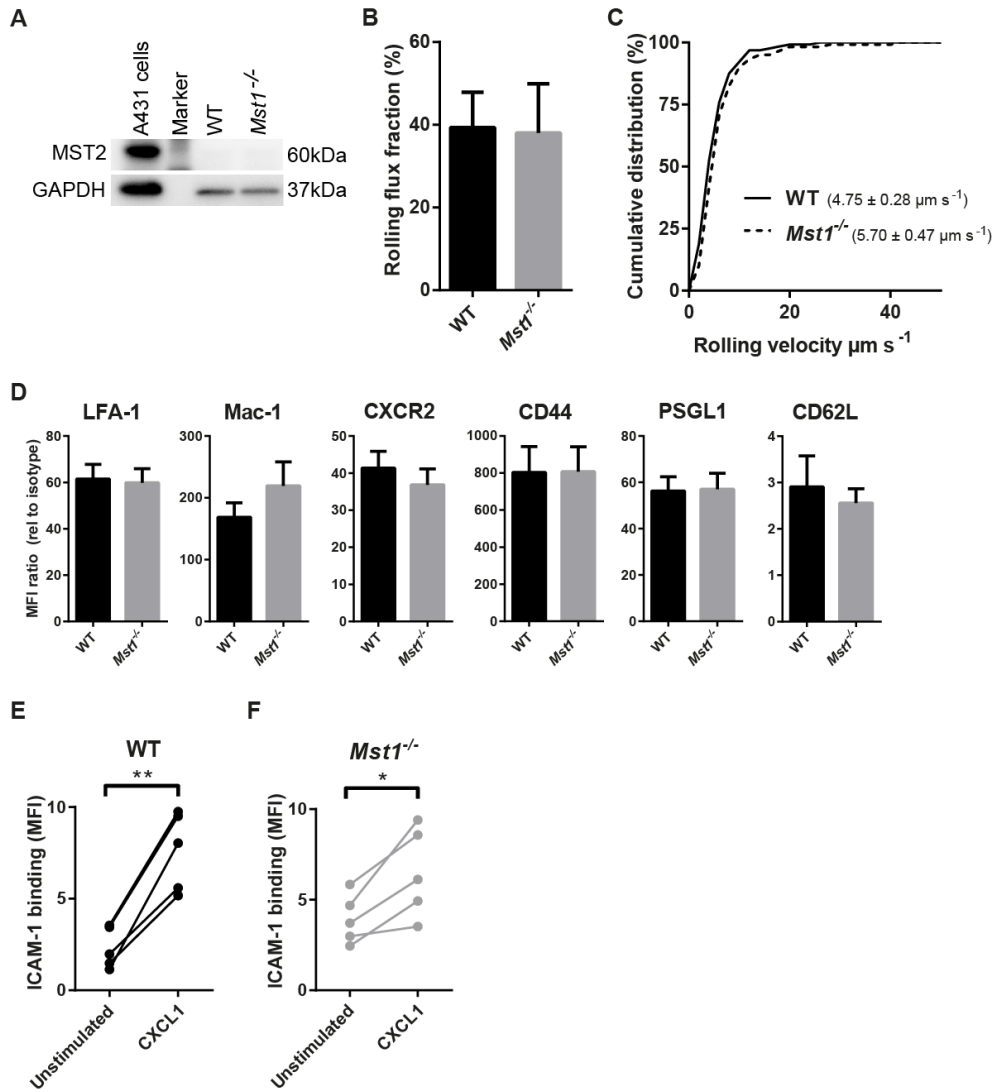 A
A431 cells
Marker
WT
Mst1-/-
MST2
60kDa
GAPDH
37kDa
B
Rolling flux fraction (%)
60
40
20
0
WT
Mst1-/-
C
Cumulative distribution (%)
100
75
50
25
0
0
20
40
Rolling velocity µm s -1
WT (4.75 ± 0.28 µm s-1)
Mst1-/- (5.70 ± 0.47 µm s-1)
D
MFI ratio (rel to isotype)
LFA-1
80
60
40
20
0
WT
Mst1-/-
Mac-1
300
200
100
0
WT
Mst1-/-
CXCR2
50
40
30
20
10
0
WT
Mst1-/-
CD44
1000
800
600
400
200
0
WT
Mst1-/-
PSGL1
80
60
40
20
0
WT
Mst1-/-
CD62L
4
3
2
1
0
WT
Mst1-/-
E
WT
**
ICAM-1 binding (MFI)
10
5
0
Unstimulated
CXCL1
F
Mst1-/-
*
ICAM-1 binding (MFI)
10
5
0
Unstimulated
CXCL1